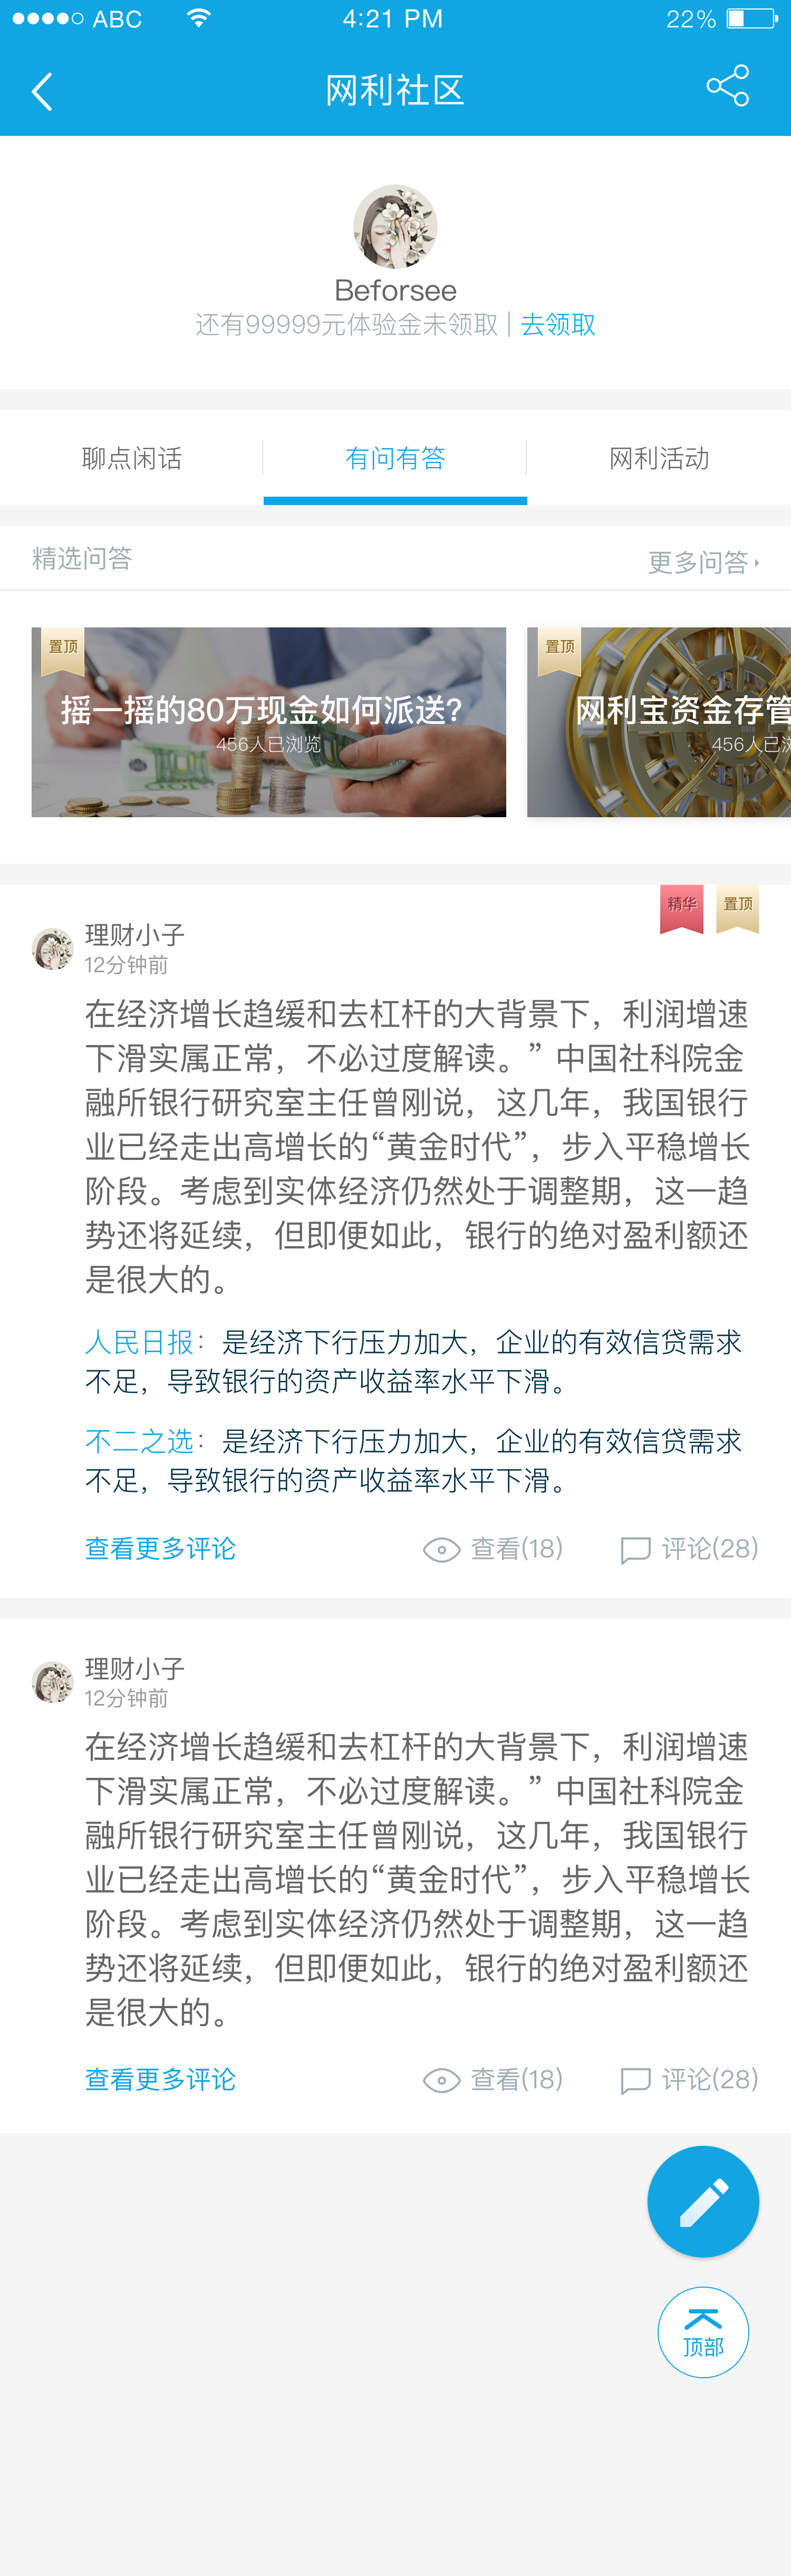 ABC 4:21 PM 22%
网利社区
Beforsee
还有99999元体验金未领取 | 去领取
聊点闲话 有问有答 网利活动
精选问答 更多问答
置顶 置顶
摇一摇的80万现金如何派送? 网利宝资金存管
456人已浏览 456人已浏
精华 置顶
理财小子
12分钟前
在经济增长趋缓和去杠杆的大背景下，利润增速
下滑实属正常，不必过度解读。” 中国社科院金
融所银行研究室主任曾刚说，这几年，我国银行
业已经走出高增长的“黄金时代”，步入平稳增长
阶段。考虑到实体经济仍然处于调整期，这一趋
势还将延续，但即便如此，银行的绝对盈利额还
是很大的。
人民日报：是经济下行压力加大，企业的有效信贷需求
不足，导致银行的资产收益率水平下滑。
不二之选：是经济下行压力加大，企业的有效信贷需求
不足，导致银行的资产收益率水平下滑。
查看更多评论 查看(18) 评论(28)
理财小子
12分钟前
在经济增长趋缓和去杠杆的大背景下，利润增速
下滑实属正常，不必过度解读。” 中国社科院金
融所银行研究室主任曾刚说，这几年，我国银行
业已经走出高增长的“黄金时代”，步入平稳增长
阶段。考虑到实体经济仍然处于调整期，这一趋
势还将延续，但即便如此，银行的绝对盈利额还
是很大的。
查看更多评论 查看(18) 评论(28)
顶部